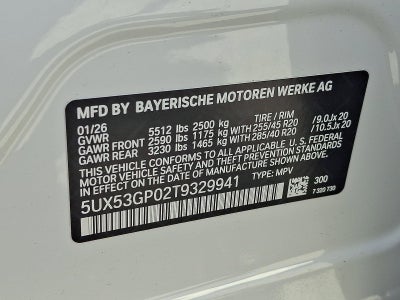 MFD BY BAYERISCHE MOTOREN WERKE AG
01/26 TIRE / RIM
GVWR 5512 lbs 2500 kg
GAWR FRONT 2590 lbs 1175 kg WITH 255/45 R20 /9.0Jx20
GAWR REAR 3230 lbs 1465 kg WITH 285/40 R20 /10.5Jx20
THIS VEHICLE CONFORMS TO ALL APPLICABLE FEDERAL
MOTOR VEHICLE SAFETY STANDARDS
IN EFFECT ON THE DATE OF MANUFACTURE SHOWN ABOVE.
5UX53GP02T9329941
TYPE: MPV
300
7 320 730